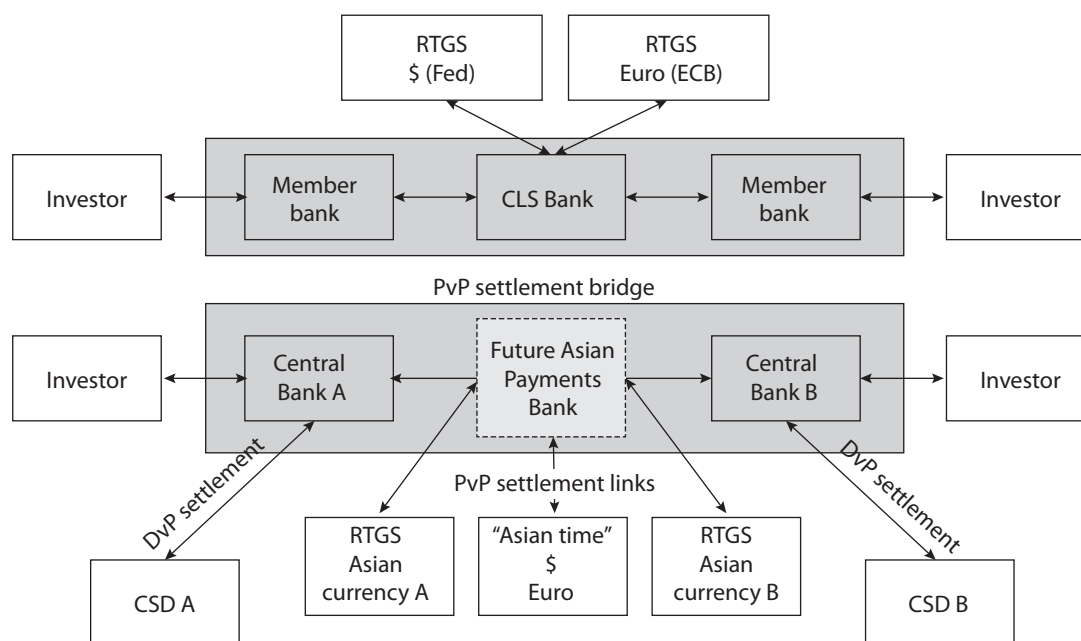 RTGS
$ (Fed)
RTGS
Euro (ECB)
Investor
Member
bank
CLS Bank
Member
bank
Investor
PvP settlement bridge
Investor
Central
Bank A
Future Asian
Payments
Bank
Central
Bank B
Investor
DvP settlement
PvP settlement links
DvP settlement
CSD A
RTGS
Asian
currency A
“Asian time”
$
Euro
RTGS
Asian
currency B
CSD B